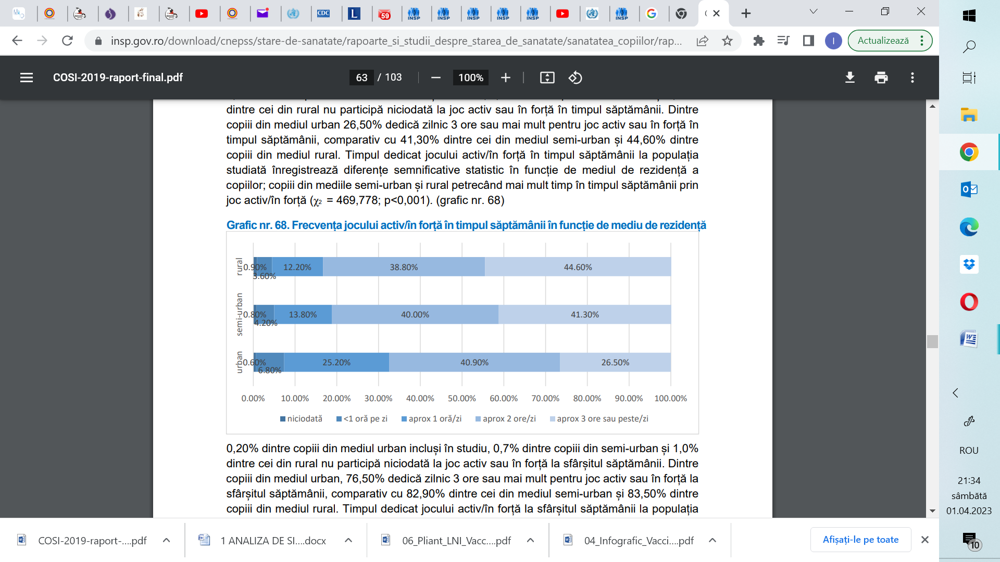 59
CDC
L
INSP
INSP
INSP
INSP
INSP
INSP
insp.gov.ro/download/cnepss/stare-de-sanatate/rapoarte_si_studii_despre_starea_de_sanatate/sanatatea_copiilor/rap...
I
Actualizează
COSI-2019-raport-final.pdf
63 / 103
100%
dintre cei din rural nu participă niciodată la joc activ sau în forță în timpul săptămânii. Dintre
copiii din mediul urban 26,50% dedică zilnic 3 ore sau mai mult pentru joc activ sau în forță în
timpul săptămânii, comparativ cu 41,30% dintre cei din mediul semi-urban și 44,60% dintre
copiii din mediul rural. Timpul dedicat jocului activ/în forță în timpul săptămânii la populația
studiată înregistrează diferențe semnificative statistic în funcție de mediul de rezidență a
copiilor; copiii din mediile semi-urban și rural petrecând mai mult timp în timpul săptămânii prin
joc activ/în forță (χ2 = 469,778; p<0,001). (grafic nr. 68)
Grafic nr. 68. Frecvența jocului activ/în forță în timpul săptămânii în funcție de mediu de rezidență
rural
0.90%
3.60%
12.20%
38.80%
44.60%
semi-urban
0.80%
4.20%
13.80%
40.00%
41.30%
urban
0.60%
6.80%
25.20%
40.90%
26.50%
0.00% 10.00% 20.00% 30.00% 40.00% 50.00% 60.00% 70.00% 80.00% 90.00% 100.00%
niciodată <1 oră pe zi aprox 1 oră/zi aprox 2 ore/zi aprox 3 ore sau peste/zi
0,20% dintre copiii din mediul urban incluși în studiu, 0,7% dintre copiii din semi-urban și 1,0%
dintre cei din rural nu participă niciodată la joc activ sau în forță la sfârșitul săptămânii. Dintre
copiii din mediul urban, 76,50% dedică zilnic 3 ore sau mai mult pentru joc activ sau în forță la
sfârșitul săptămânii, comparativ cu 82,90% dintre cei din mediul semi-urban și 83,50% dintre
copiii din mediul rural. Timpul dedicat jocului activ/în forță la sfârșitul săptămânii la populația
COSI-2019-raport-....pdf
1 ANALIZA DE SI....docx
06_Pliant_LNI_Vacc....pdf
04_Infografic_Vacci....pdf
Afișați-le pe toate
ROU
21:34
sâmbătă
01.04.2023
10